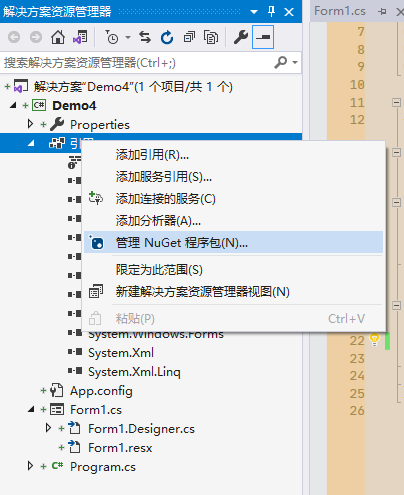 解决方案资源管理器
Form1.cs
搜索解决方案资源管理器(Ctrl+;)
解决方案"Demo4"(1 个项目/共 1 个)
Demo4
Properties
引用
添加引用(R)...
添加服务引用(S)...
添加连接的服务(C)
添加分析器(A)...
管理 NuGet 程序包(N)...
限定为此范围(S)
新建解决方案资源管理器视图(N)
粘贴(P) Ctrl+V
System.Windows.Forms
System.Xml
System.Xml.Linq
App.config
Form1.cs
Form1.Designer.cs
Form1.resx
Program.cs
7
8
9
10
11
12
22
23
24
25
26